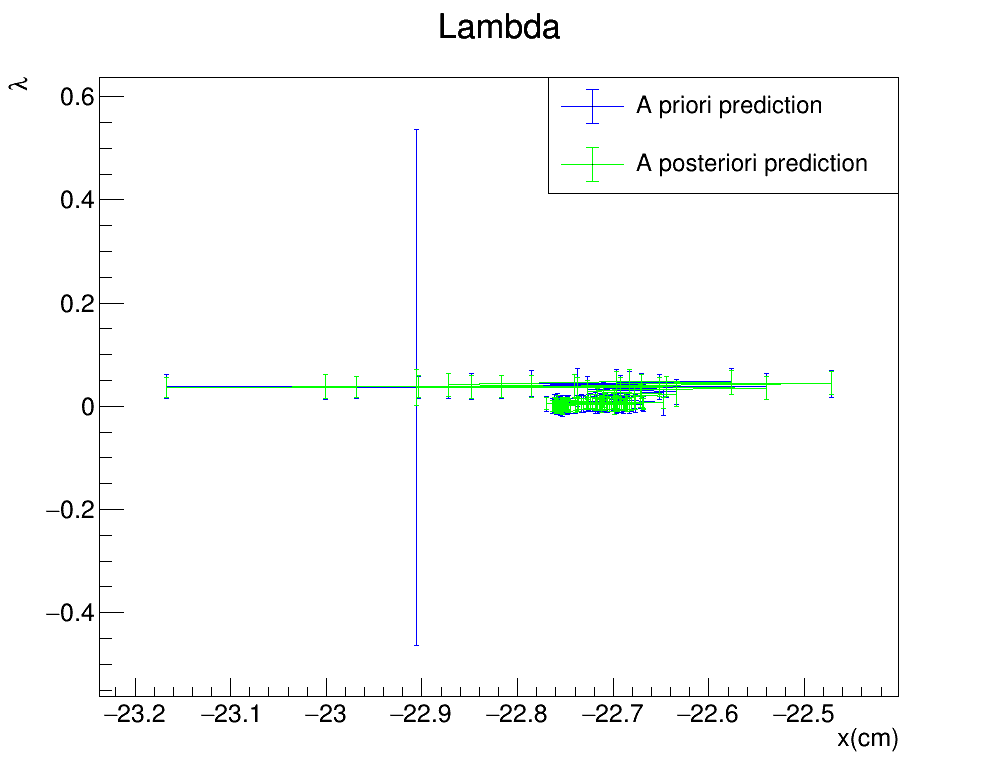 Lambda
λ
A priori prediction
A posteriori prediction
0.6
0.4
0.2
0
−0.2
−0.4
−23.2 −23.1 −23 −22.9 −22.8 −22.7 −22.6 −22.5
x(cm)